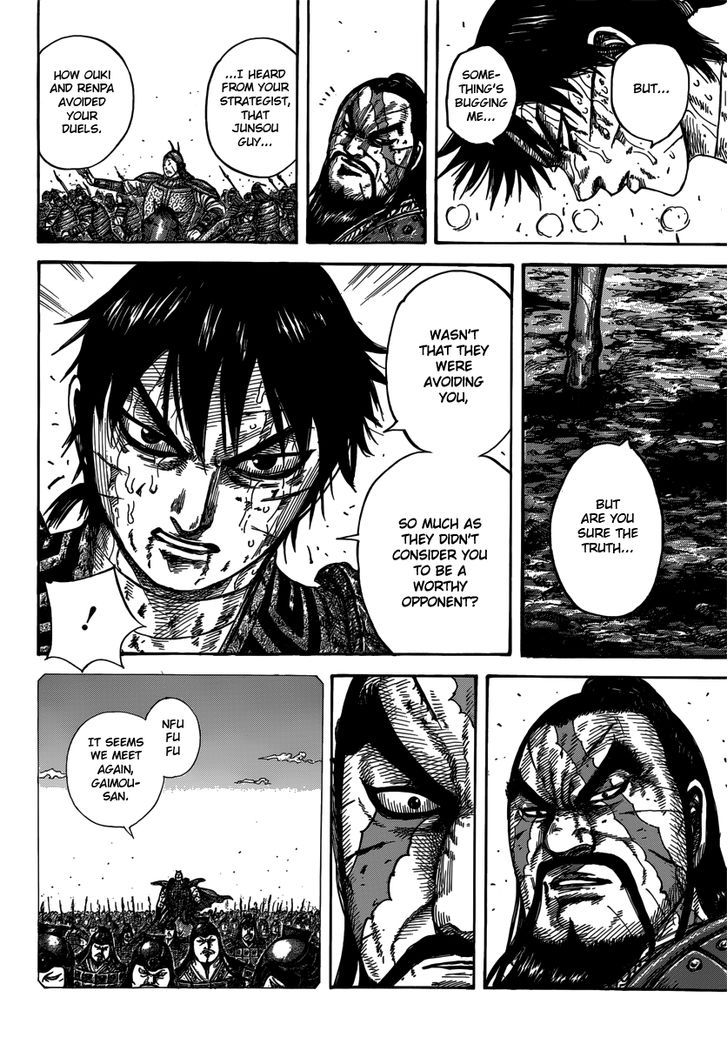 BUT...
SOME-
THING'S
BUGGING
ME...
...I HEARD
FROM YOUR
STRATEGIST,
THAT
JUNSOU
GUY...
HOW OUKI
AND RENPA
AVOIDED
YOUR
DUELS.
BUT
ARE YOU
SURE THE
TRUTH...
WASN'T
THAT THEY
WERE
AVOIDING
YOU,
SO MUCH AS
THEY DIDN'T
CONSIDER YOU
TO BE A
WORTHY
OPPONENT?
!
NFU
FU
FU
IT SEEMS
WE MEET
AGAIN,
GAIMOU-
SAN.